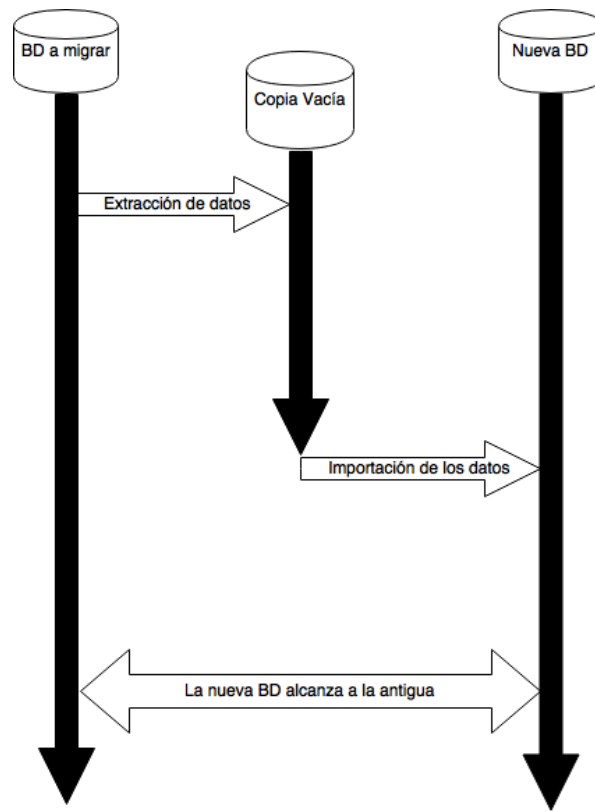 BD a migrar
Copia Vacía
Nueva BD
Extracción de datos
Importación de los datos
La nueva BD alcanza a la antigua